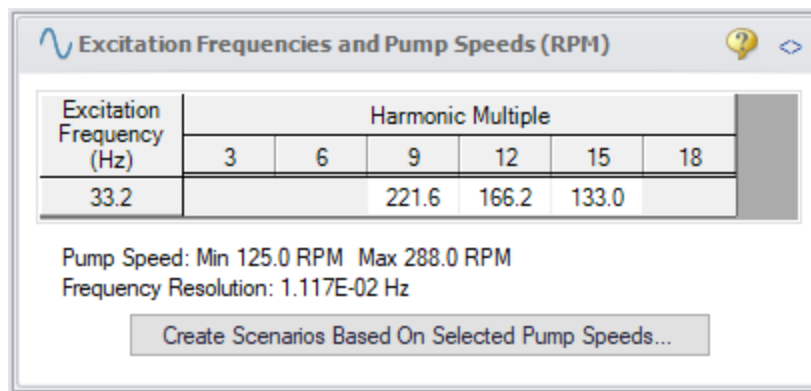 Excitation Frequencies and Pump Speeds (RPM)
Excitation
Frequency
(Hz)
Harmonic Multiple
3 6 9 12 15 18
33.2 221.6 166.2 133.0
Pump Speed: Min 125.0 RPM Max 288.0 RPM
Frequency Resolution: 1.117E-02 Hz
Create Scenarios Based On Selected Pump Speeds...